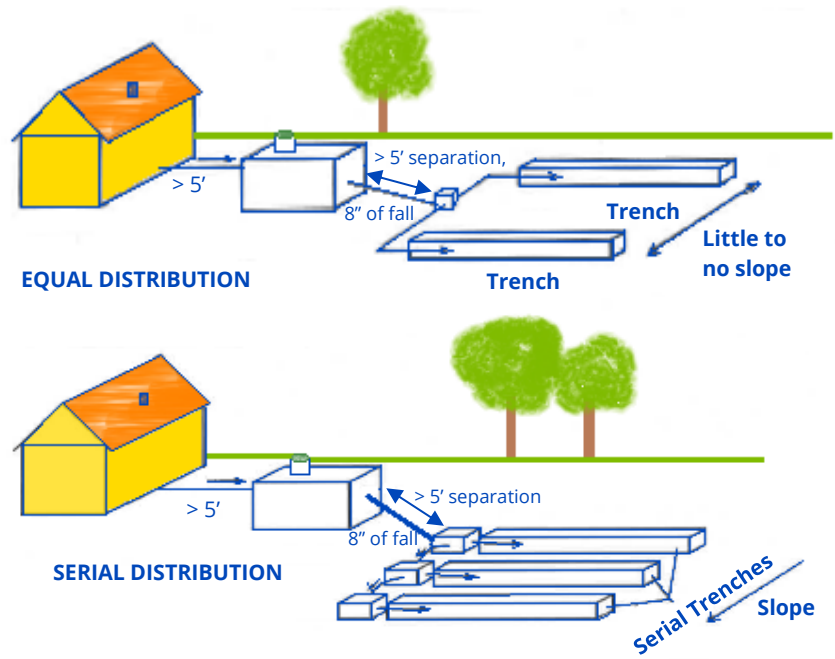 > 5' separation,
> 5'
8” of fall
Trench
Little to
no slope
EQUAL DISTRIBUTION
Trench
> 5' separation
> 5'
8” of fall
SERIAL DISTRIBUTION
Serial Trenches
Slope